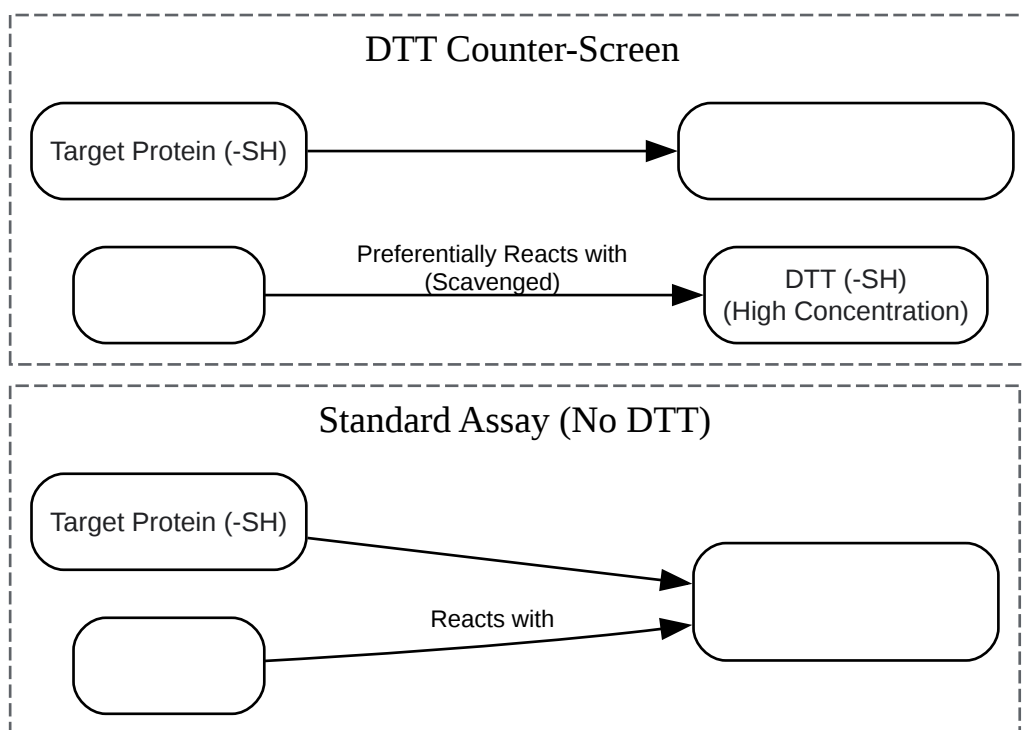 DTT Counter-Screen
Target Protein (-SH)
Preferentially Reacts with
(Scavenged)
DTT (-SH)
(High Concentration)
Standard Assay (No DTT)
Target Protein (-SH)
Reacts with